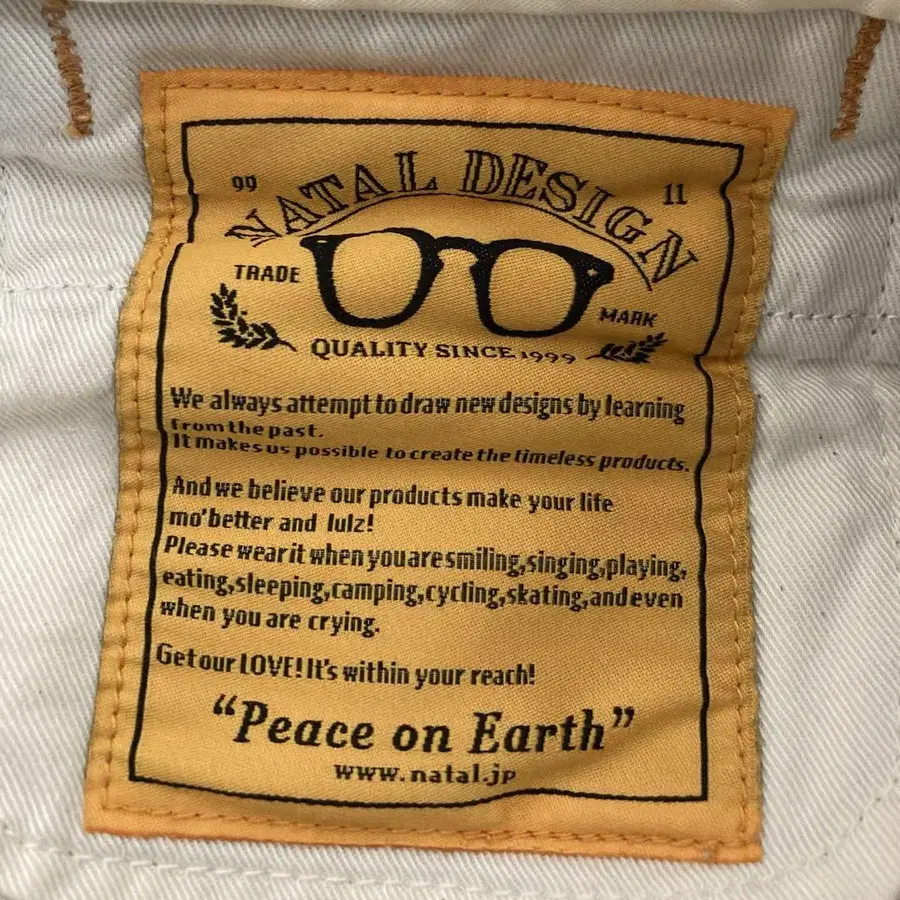 NATAL DESIGN
99 11
TRADE MARK
QUALITY SINCE 1999
We always attempt to draw new designs by learning
from the past.
It makes us possible to create the timeless products.
And we believe our products make your life
mo'better and lulz!
Please wear it when you are smiling,singing,playing,
eating,sleeping,camping,cycling,skating,and even
when you are crying.
Get our LOVE! It's within your reach!
"Peace on Earth"
www.natal.jp